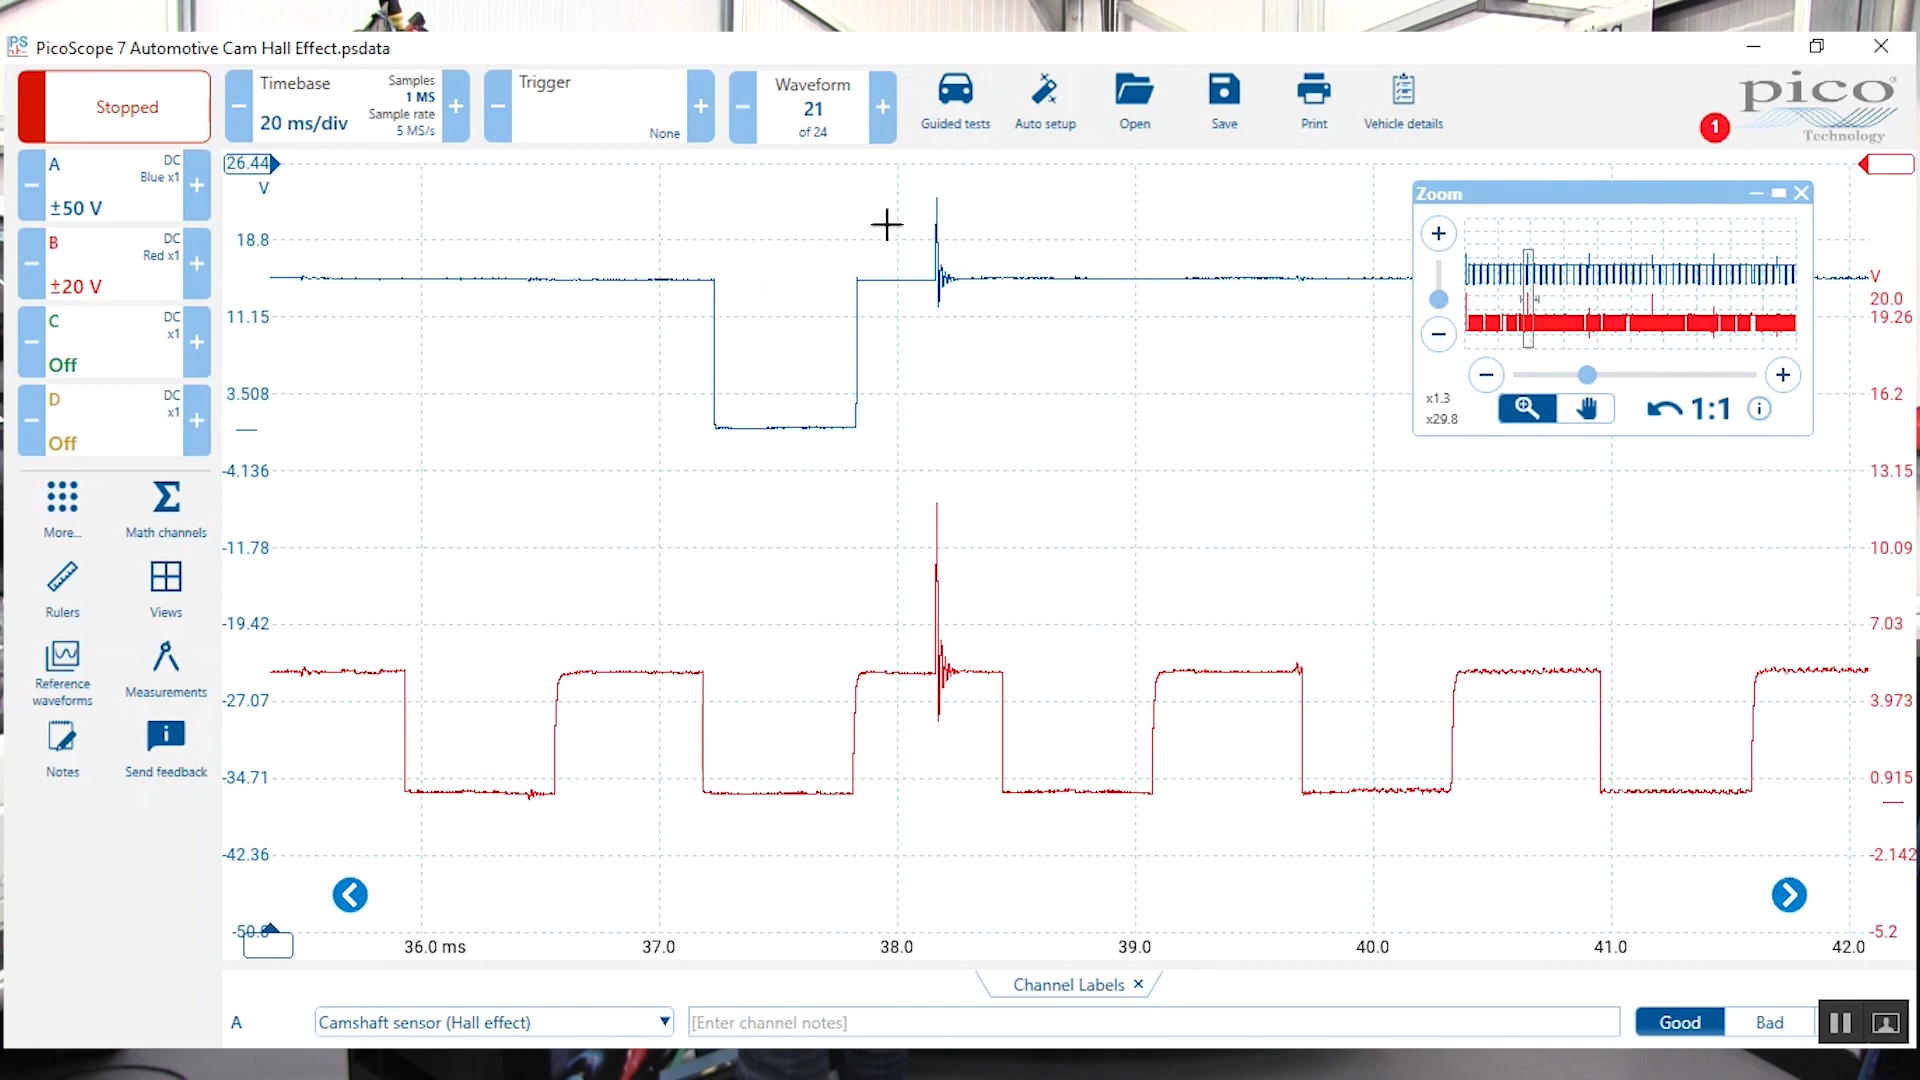 PicoScope 7 Automotive Cam Hall Effect.psdata
Stopped
Timebase
20 ms/div
Samples
1 MS
Sample rate
5 MS/s
Trigger
None
Waveform
21
of 24
Guided tests
Auto setup
Open
Save
Print
Vehicle details
1
pico
Technology
A
DC
Blue x1
±50 V
B
DC
Red x1
±20 V
C
DC
x1
Off
D
DC
x1
Off
More...
Math channels
Rulers
Views
Reference
waveforms
Measurements
Notes
Send feedback
26.44
V
18.8
11.15
3.508
-4.136
-11.78
-19.42
-27.07
-34.71
-42.36
-50.0
Zoom
x1.3
x29.8
1:1
V
20.0
19.26
16.2
13.15
10.09
7.03
3.973
0.915
-2.142
-5.2
36.0 ms
37.0
38.0
39.0
40.0
41.0
42.0
Channel Labels
A
Camshaft sensor (Hall effect)
[Enter channel notes]
Good
Bad